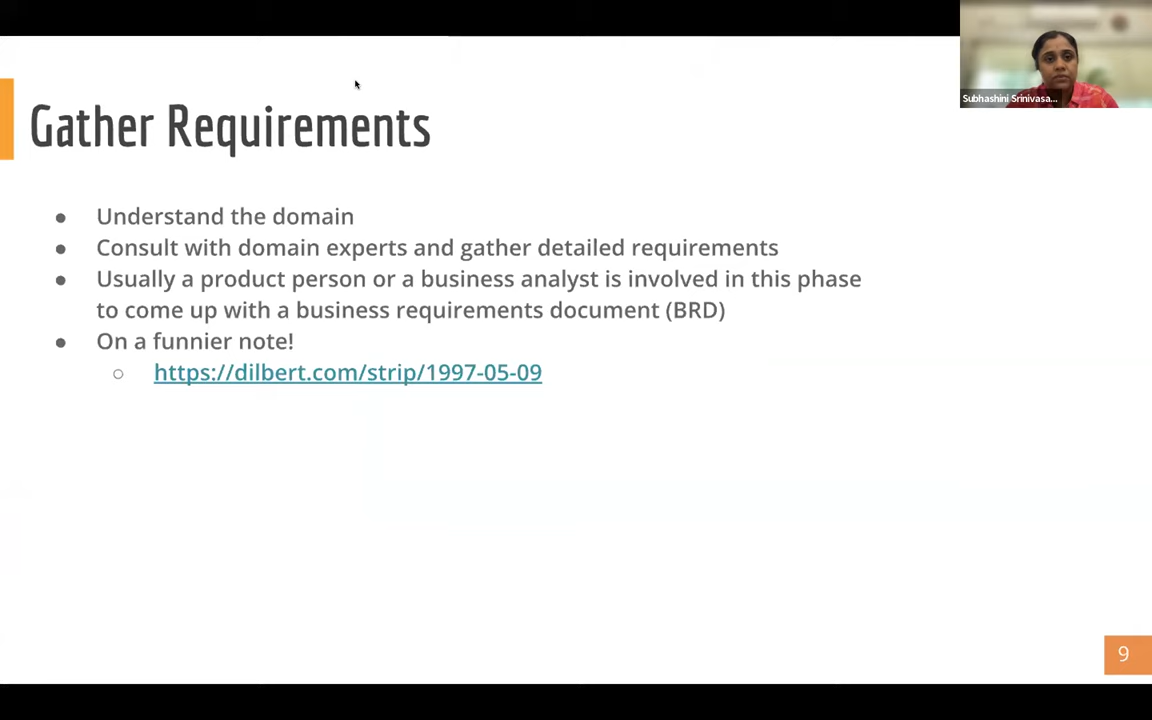 Subhashini Srinivasa...
Gather Requirements
● Understand the domain
● Consult with domain experts and gather detailed requirements
● Usually a product person or a business analyst is involved in this phase
to come up with a business requirements document (BRD)
● On a funnier note!
○ https://dilbert.com/strip/1997-05-09
9